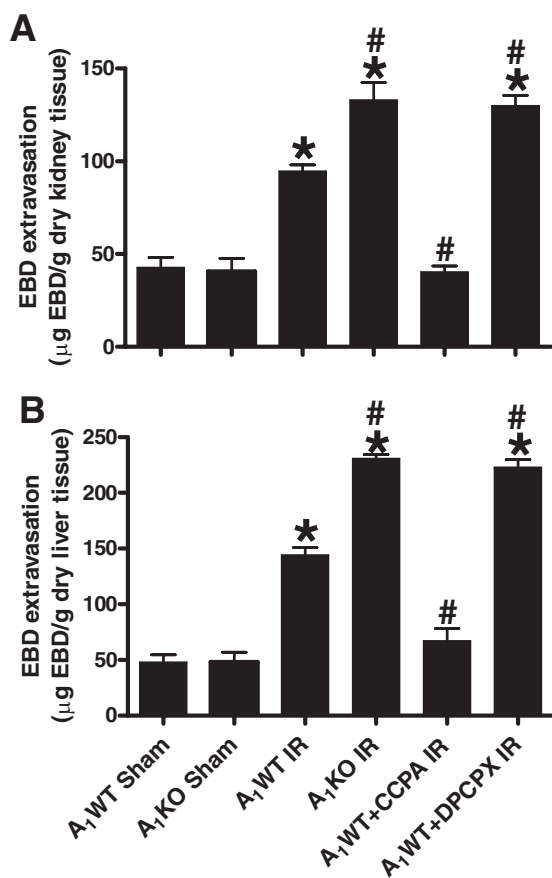 A
EBD extravasation
(μg EBD/g dry kidney tissue)
150
100
50
0
*
#
*
#
#
*
B
EBD extravasation
(μg EBD/g dry liver tissue)
250
200
150
100
50
0
*
#
*
#
#
*
A₁WT Sham
A₁KO Sham
A₁WT IR
A₁KO IR
A₁WT+CCPA IR
A₁WT+DPCPX IR